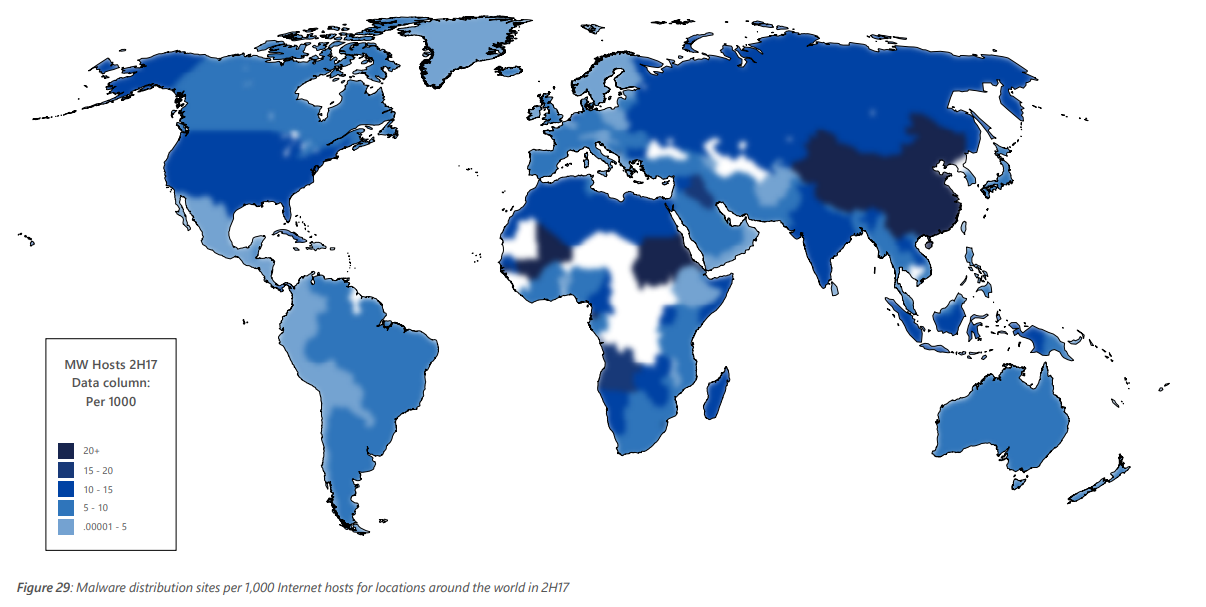 MW Hosts 2H17
Data column:
Per 1000
20+
15 - 20
10 - 15
5 - 10
.00001 - 5
Figure 29: Malware distribution sites per 1,000 Internet hosts for locations around the world in 2H17